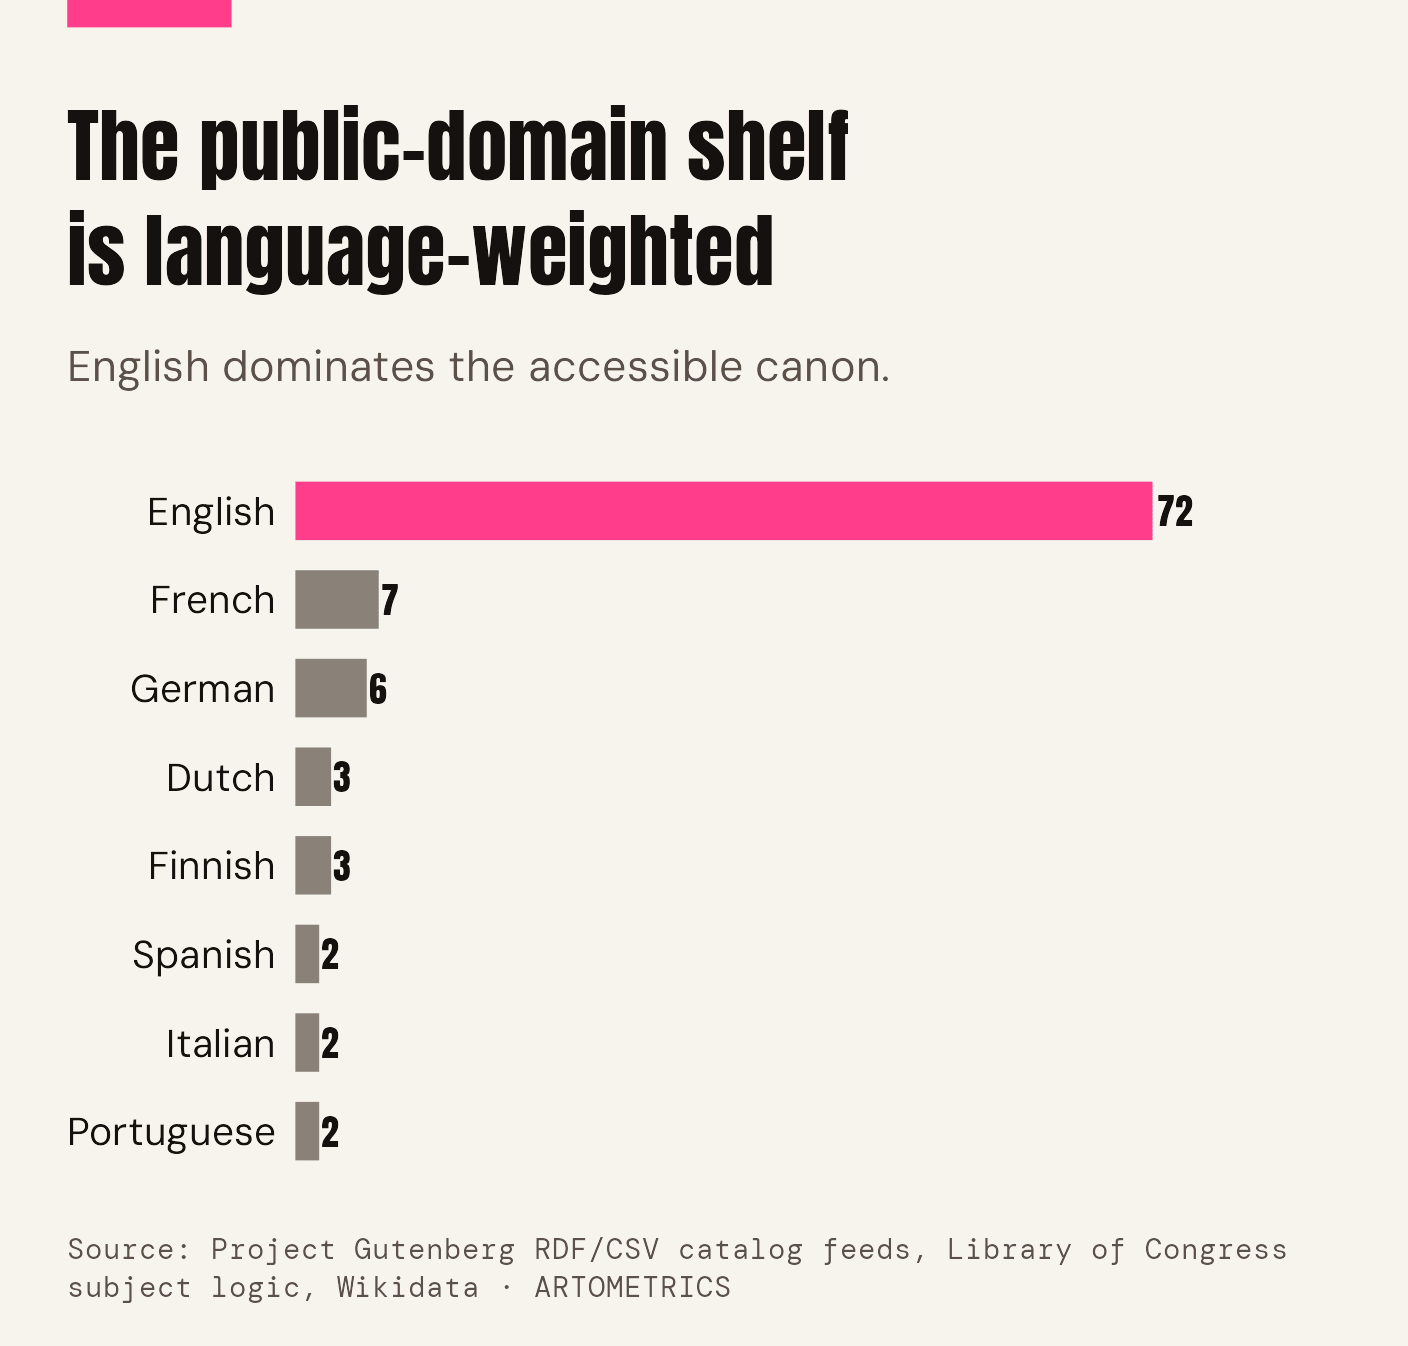 The public-domain shelf
is language-weighted
English dominates the accessible canon.
English 72
French 7
German 6
Dutch 3
Finnish 3
Spanish 2
Italian 2
Portuguese 2
Source: Project Gutenberg RDF/CSV catalog feeds, Library of Congress
subject logic, Wikidata · ARTOMETRICS